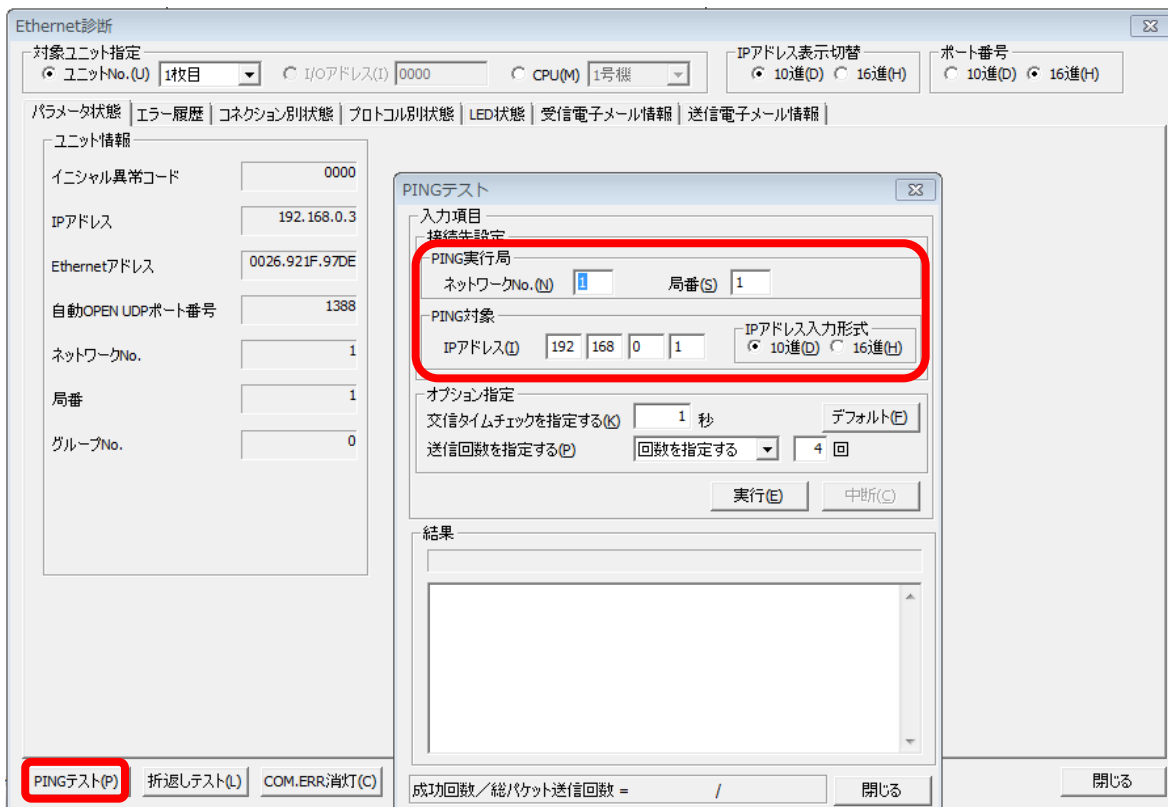 Ethernet診断
対象ユニット指定
ユニットNo.(U) 1枚目 I/Oアドレス(I) 0000 CPU(M) 1号機
IPアドレス表示切替
10進(D) 16進(H)
ポート番号
10進(D) 16進(H)
パラメータ状態 エラー履歴 コネクション別状態 プロトコル別状態 LED状態 受信電子メール情報 送信電子メール情報
ユニット情報
イニシャル異常コード 0000
IPアドレス 192.168.0.3
Ethernetアドレス 0026.921F.97DE
自動OPEN UDPポート番号 1388
ネットワークNo. 1
局番 1
グループNo. 0
PINGテスト
入力項目
接続先設定
PING実行局
ネットワークNo.(N) 1 局番(S) 1
PING対象
IPアドレス(I) 192 168 0 1
IPアドレス入力形式
10進(D) 16進(H)
オプション指定
交信タイムチェックを指定する(K) 1 秒 デフォルト(F)
送信回数を指定する(P) 回数を指定する 4 回
実行(E) 中断(C)
結果
成功回数/総パケット送信回数 = /
閉じる
PINGテスト(P) 折返しテスト(L) COM.ERR消灯(C)
閉じる